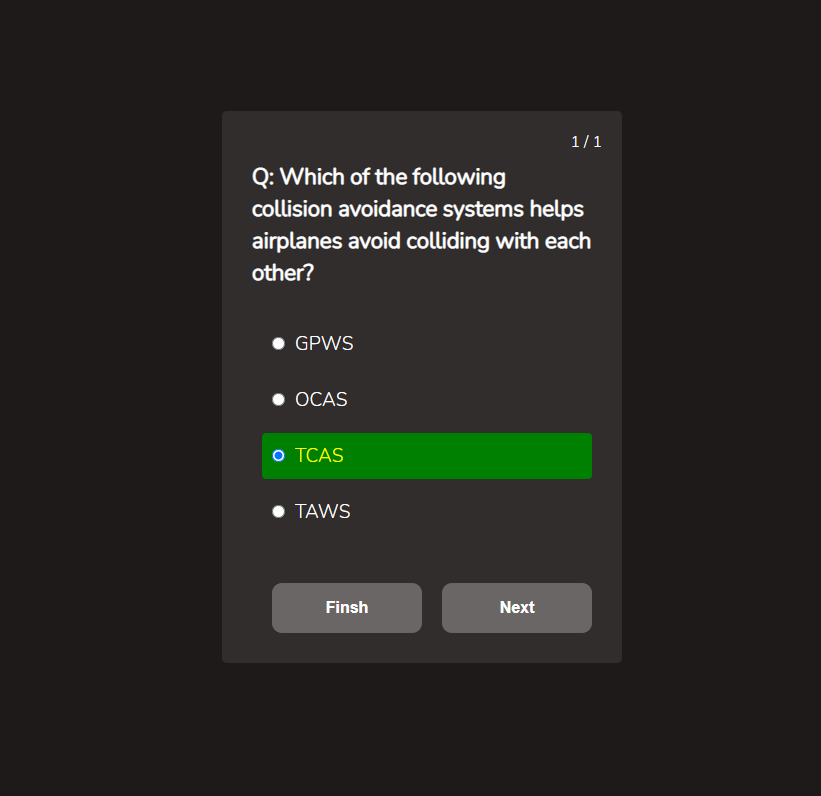 1 / 1
Q: Which of the following
collision avoidance systems helps
airplanes avoid colliding with each
other?
GPWS
OCAS
TCAS
TAWS
Finsh
Next